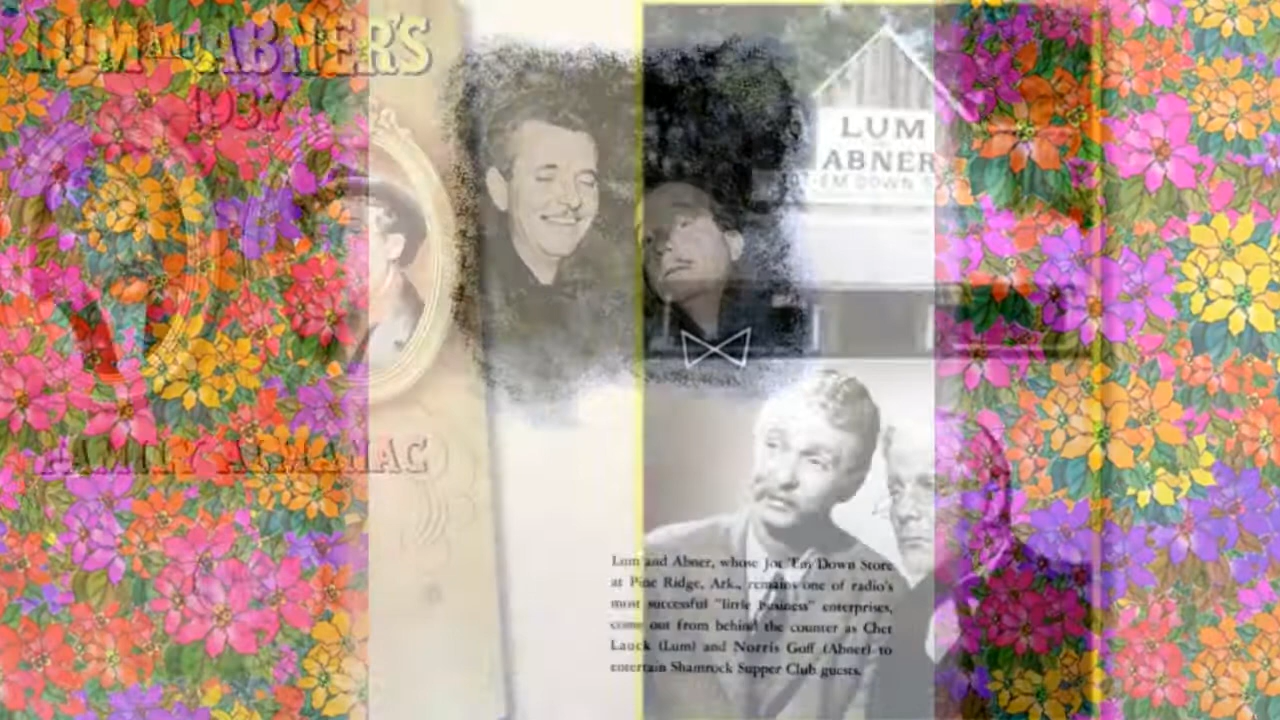 LUM AND ABNER'S
1937
FAMILY ALMANAC
LUM
ABNER
'EM DOWN
Lum and Abner, whose Jot 'Em Down Store
at Pine Ridge, Ark., remains one of radio's
most successful "little business" enterprises,
come out from behind the counter as Chet
Lauck (Lum) and Norris Goff (Abner) to
entertain Shamrock Supper Club guests.